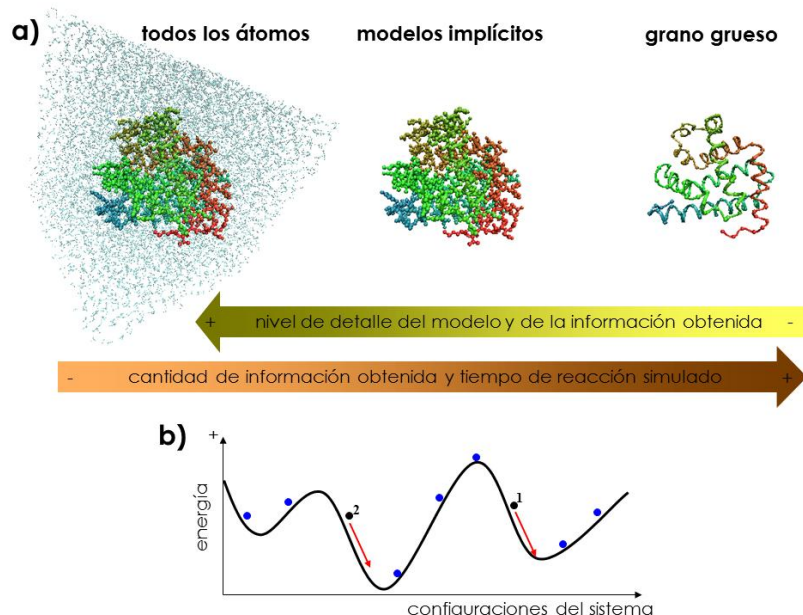 a) todos los átomos modelos implícitos grano grueso
+ nivel de detalle del modelo y de la información obtenida -
- cantidad de información obtenida y tiempo de reacción simulado +
b)
+
energía
2
1
configuraciones del sistema